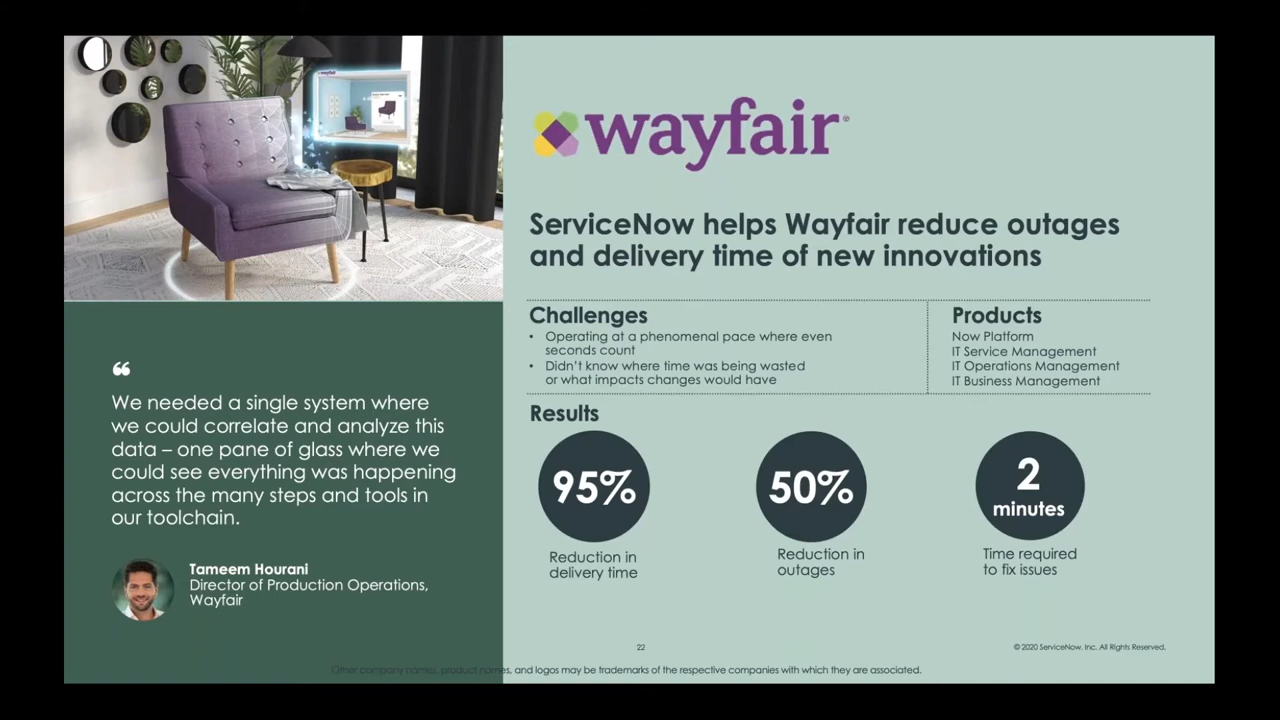 wayfair
wayfair
ServiceNow helps Wayfair reduce outages
and delivery time of new innovations
Challenges
• Operating at a phenomenal pace where even
seconds count
• Didn’t know where time was being wasted
or what impacts changes would have
Products
Now Platform
IT Service Management
IT Operations Management
IT Business Management
Results
95%
Reduction in
delivery time
50%
Reduction in
outages
2
minutes
Time required
to fix issues
“
We needed a single system where
we could correlate and analyze this
data – one pane of glass where we
could see everything was happening
across the many steps and tools in
our toolchain.
Tameem Hourani
Director of Production Operations,
Wayfair
22
© 2020 ServiceNow, Inc. All Rights Reserved.
Other company names, product names, and logos may be trademarks of the respective companies with which they are associated.